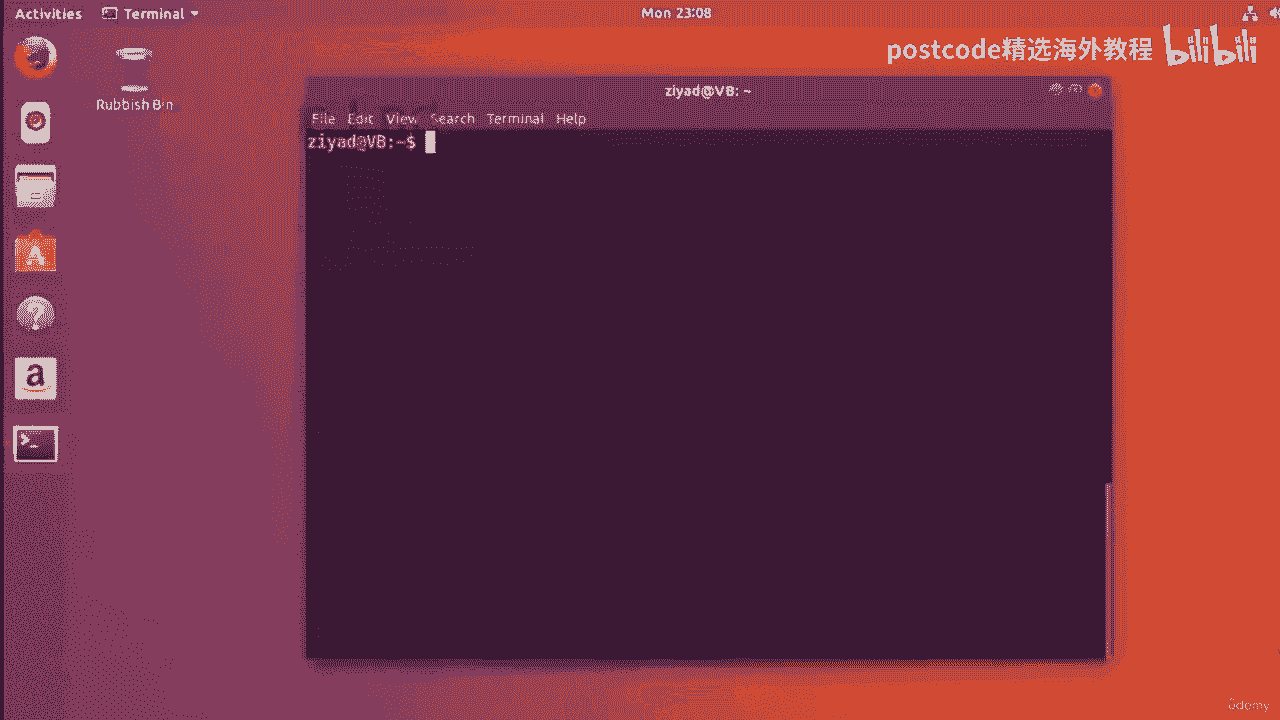 Activities Terminal Mon 23:08
postcode精选海外教程 bilibili
Rubbish Bin
ziyad@VB: ~
File Edit View Search Terminal Help
ziyad@VB:~$
a
ûdemy